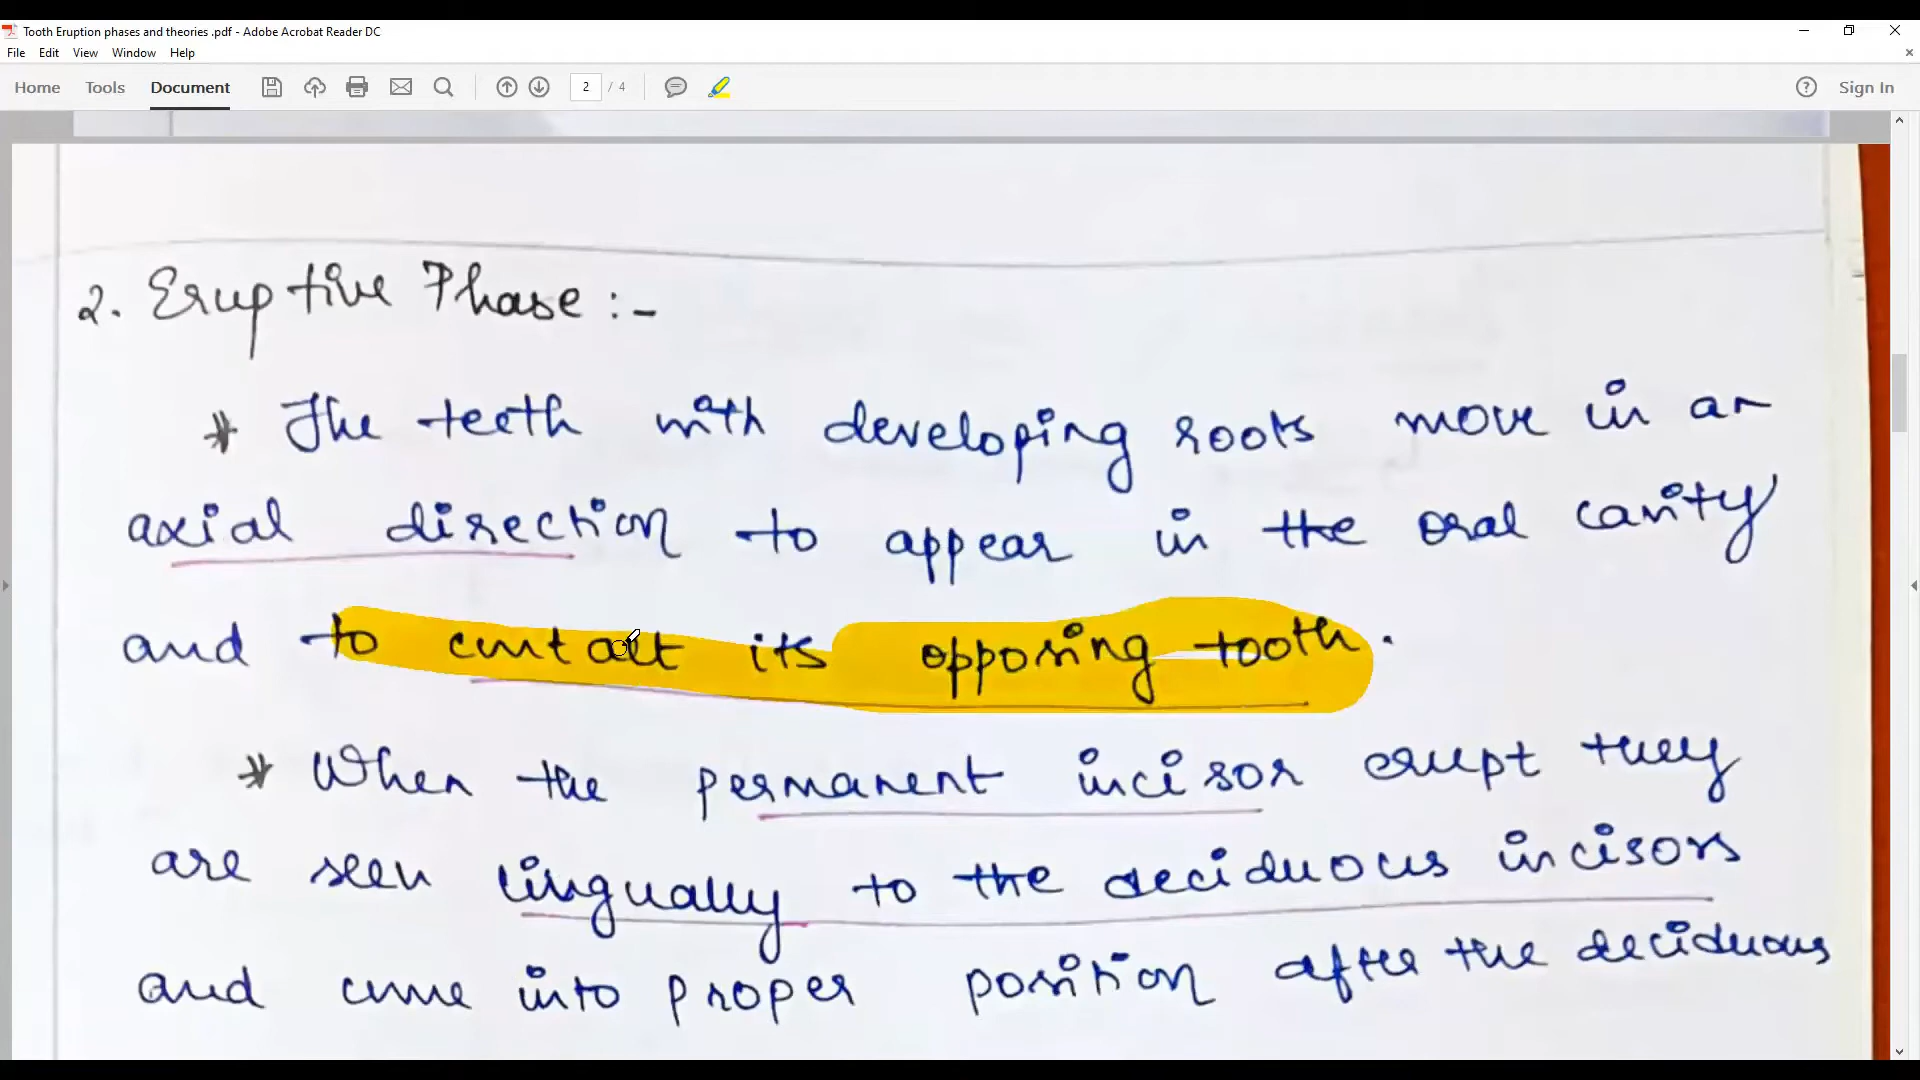 Tooth Eruption phases and theories .pdf - Adobe Acrobat Reader DC
File Edit View Window Help
Home Tools Document 2 / 4 Sign In
2. Eruptive Phase :-
* The teeth with developing roots move in an
axial direction to appear in the oral cavity
and to contact its opposing tooth.
* When the permanent incisor erupt they
are seen lingually to the deciduous incisors
and come into proper position after the deciduous